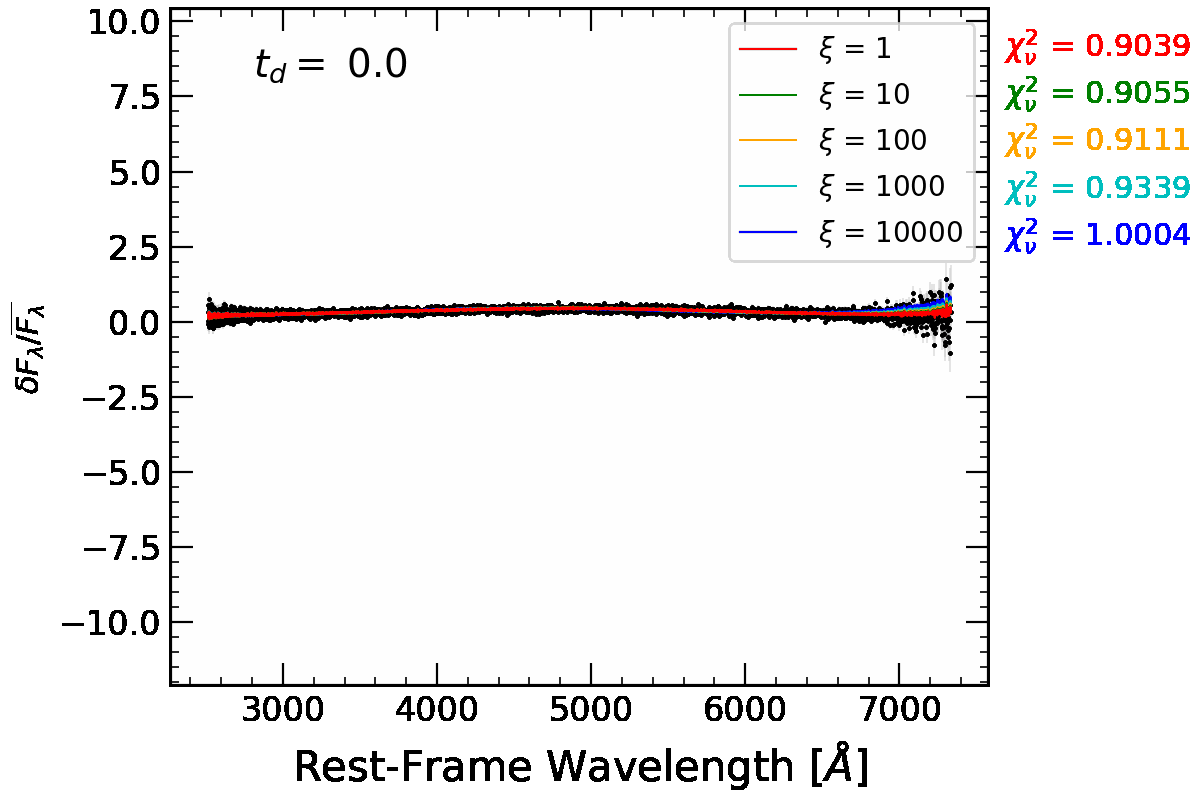 t_d = 0.0
ξ = 1
ξ = 10
ξ = 100
ξ = 1000
ξ = 10000
χ²_ν = 0.9039
χ²_ν = 0.9055
χ²_ν = 0.9111
χ²_ν = 0.9339
χ²_ν = 1.0004
10.0
7.5
5.0
2.5
0.0
−2.5
−5.0
−7.5
−10.0
δF_λ/F̅_λ̅
3000 4000 5000 6000 7000
Rest-Frame Wavelength [Å]